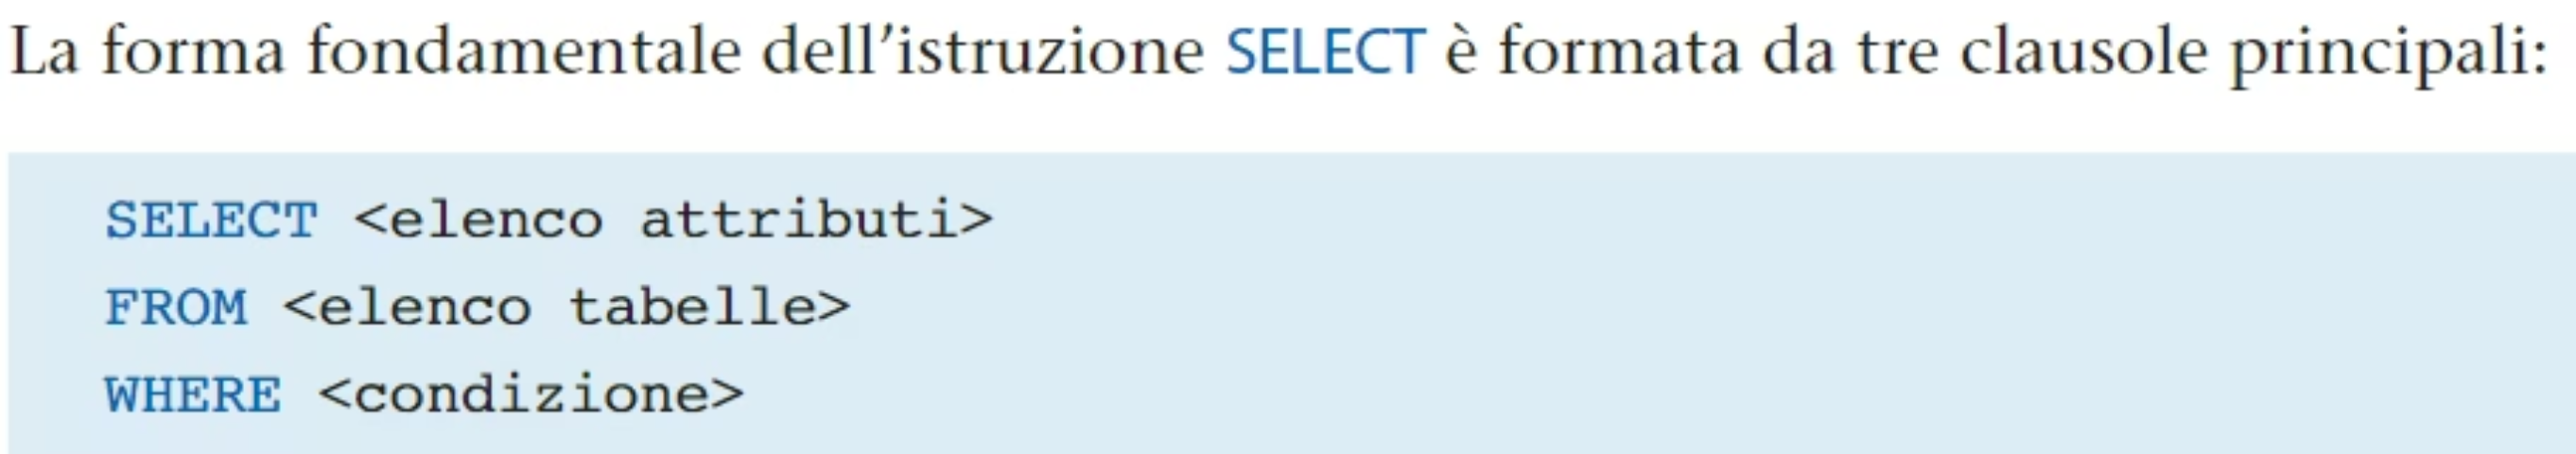 La forma fondamentale dell’istruzione SELECT è formata da tre clausole principali:
SELECT <elenco attributi>
FROM <elenco tabelle>
WHERE <condizione>